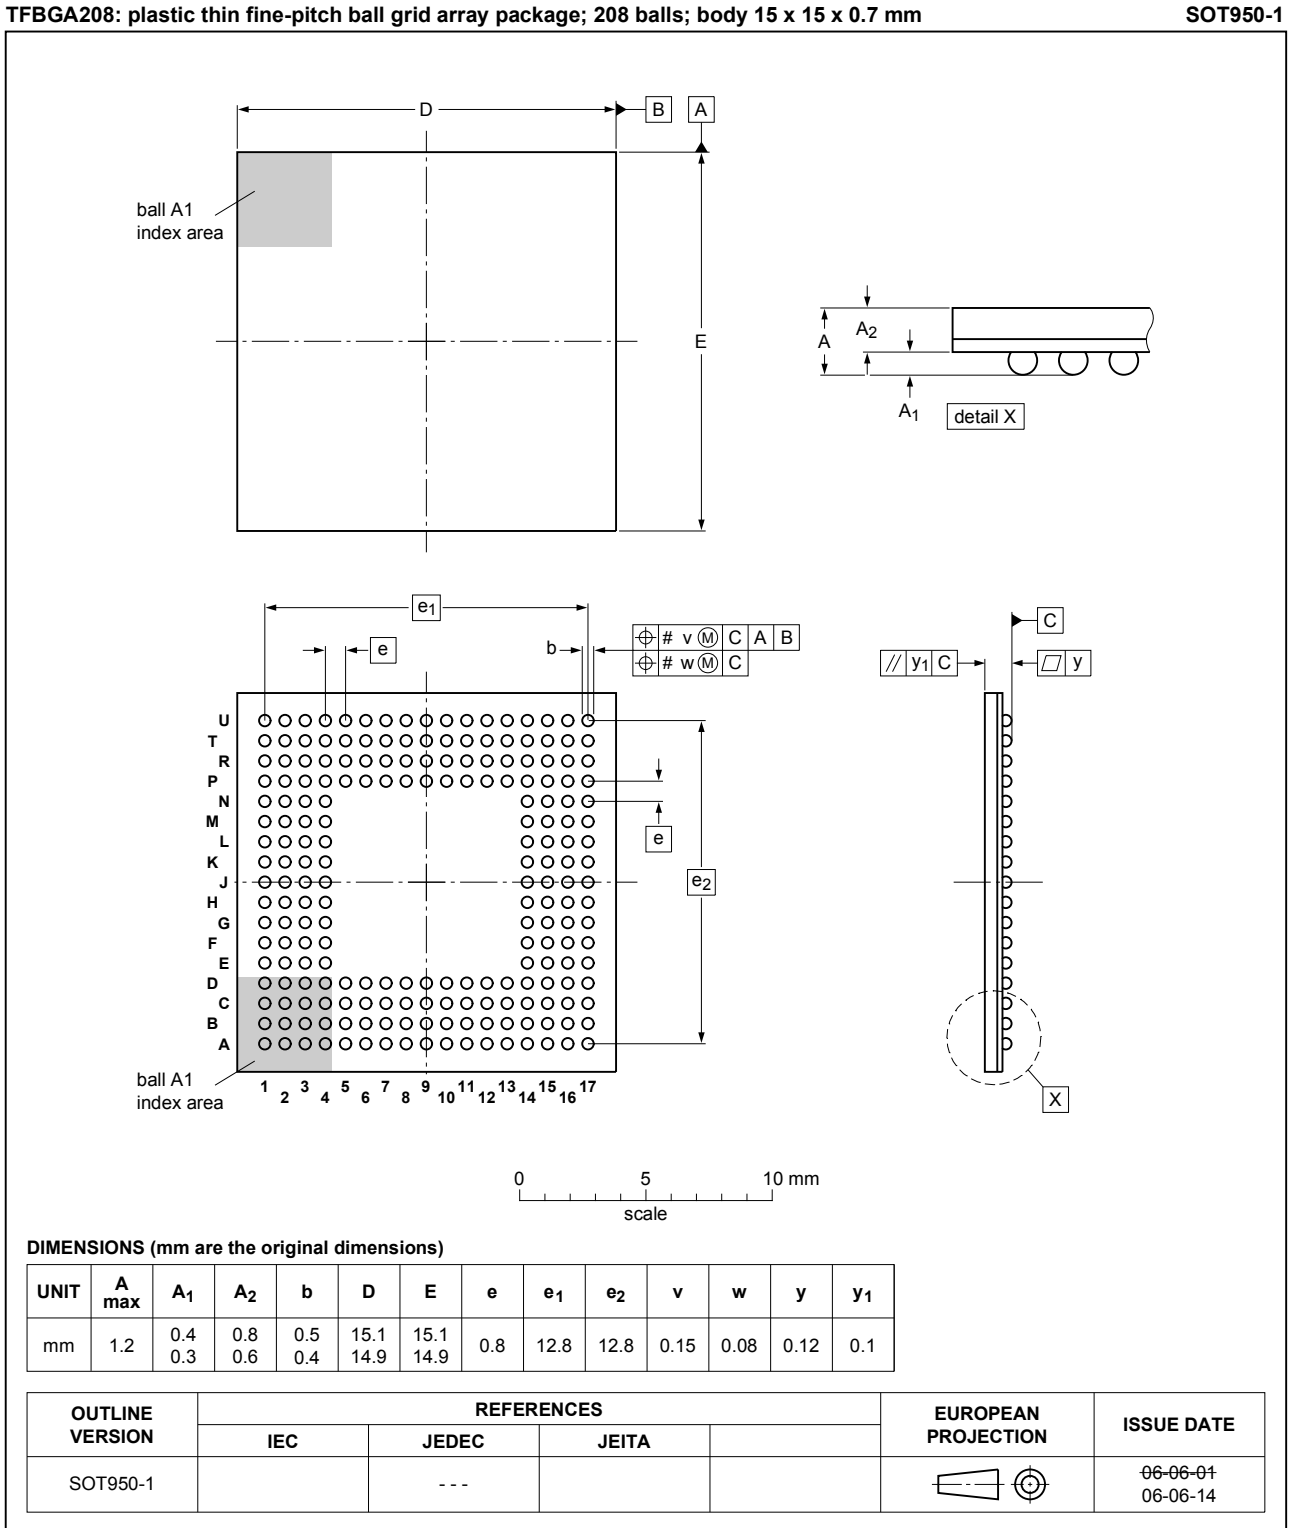 TFBGA208: plastic thin fine-pitch ball grid array package; 208 balls; body 15 x 15 x 0.7 mm SOT950-1
D B A
ball A1
index area
E
A A2
A1 detail X
e1
e b # v M C A B
# w M C
C
// y1 C y
U
T
R
P
N
M
L
K
J
H
G
F
E
D
C
B
A
e
e2
ball A1
index area
1 2 3 4 5 6 7 8 9 10 11 12 13 14 15 16 17
X
0 5 10 mm
scale
DIMENSIONS (mm are the original dimensions)
UNIT A max A1 A2 b D E e e1 e2 v w y y1
mm 1.2 0.4 0.3 0.8 0.6 0.5 0.4 15.1 14.9 15.1 14.9 0.8 12.8 12.8 0.15 0.08 0.12 0.1
OUTLINE VERSION REFERENCES EUROPEAN PROJECTION ISSUE DATE
IEC JEDEC JEITA
SOT950-1 - - - 06-06-01
06-06-14